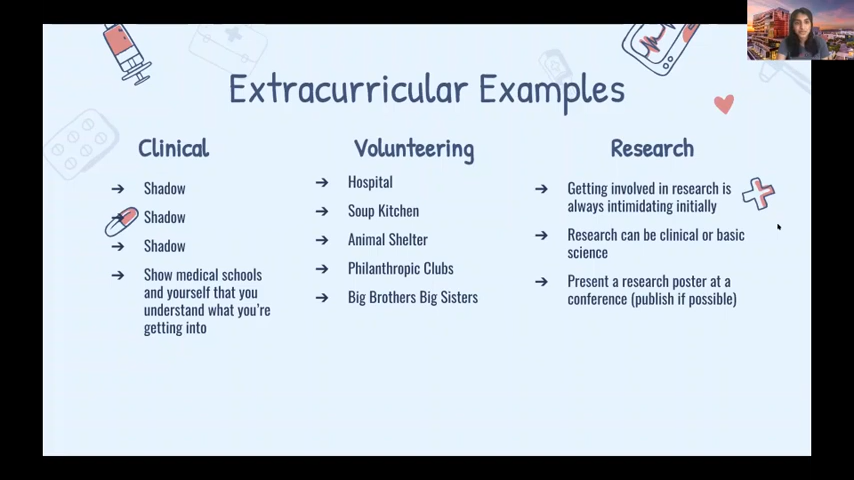 Extracurricular Examples
Clinical
Shadow
Shadow
Shadow
Show medical schools
and yourself that you
understand what you're
getting into
Volunteering
Hospital
Soup Kitchen
Animal Shelter
Philanthropic Clubs
Big Brothers Big Sisters
Research
Getting involved in research is
always intimidating initially
Research can be clinical or basic
science
Present a research poster at a
conference (publish if possible)